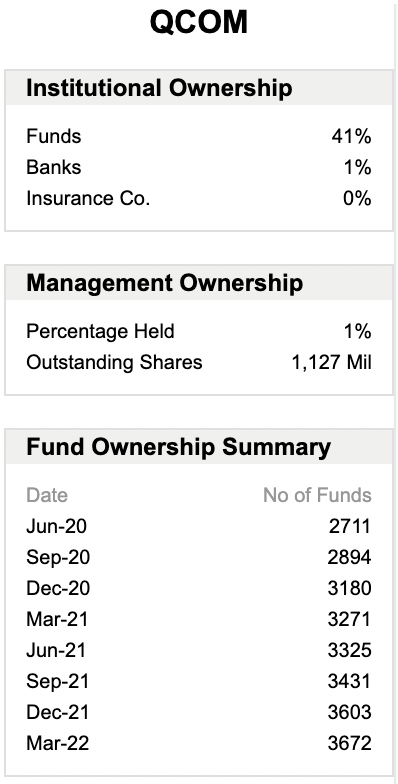 QCOM
Institutional Ownership
Funds 41%
Banks 1%
Insurance Co. 0%
Management Ownership
Percentage Held 1%
Outstanding Shares 1,127 Mil
Fund Ownership Summary
Date No of Funds
Jun-20 2711
Sep-20 2894
Dec-20 3180
Mar-21 3271
Jun-21 3325
Sep-21 3431
Dec-21 3603
Mar-22 3672